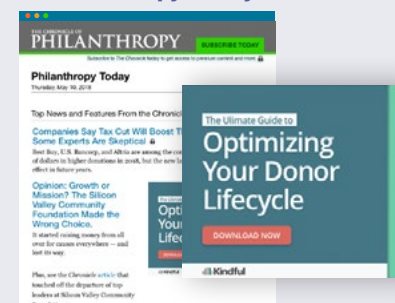 THE CHRONICLE OF
PHILANTHROPY
SUBSCRIBE TODAY
Subscribe to The Chronicle today to get access to premium content and more
Philanthropy Today
Thursday May 10, 2018
Top News and Features From the Chronicle
Companies Say Tax Cut Will Boost
Some Experts Are Skeptical
Best Buy, U.S. Bancorp, and Altria are among the
of dollars in higher donations in 2018, but the new
effect in future years.
Opinion: Growth or
Mission? The Silicon
Valley Community
Foundation Made the
Wrong Choice.
It started raising money from all
over for causes everywhere — and
lost its way.
Plus, see the Chronicle article that
touched off the departure of top
leaders at Silicon Valley Community
Opti
Your
Lifec
Kindful
The Ulimate Guide to
Optimizing
Your Donor
Lifecycle
DOWNLOAD NOW
Kindful